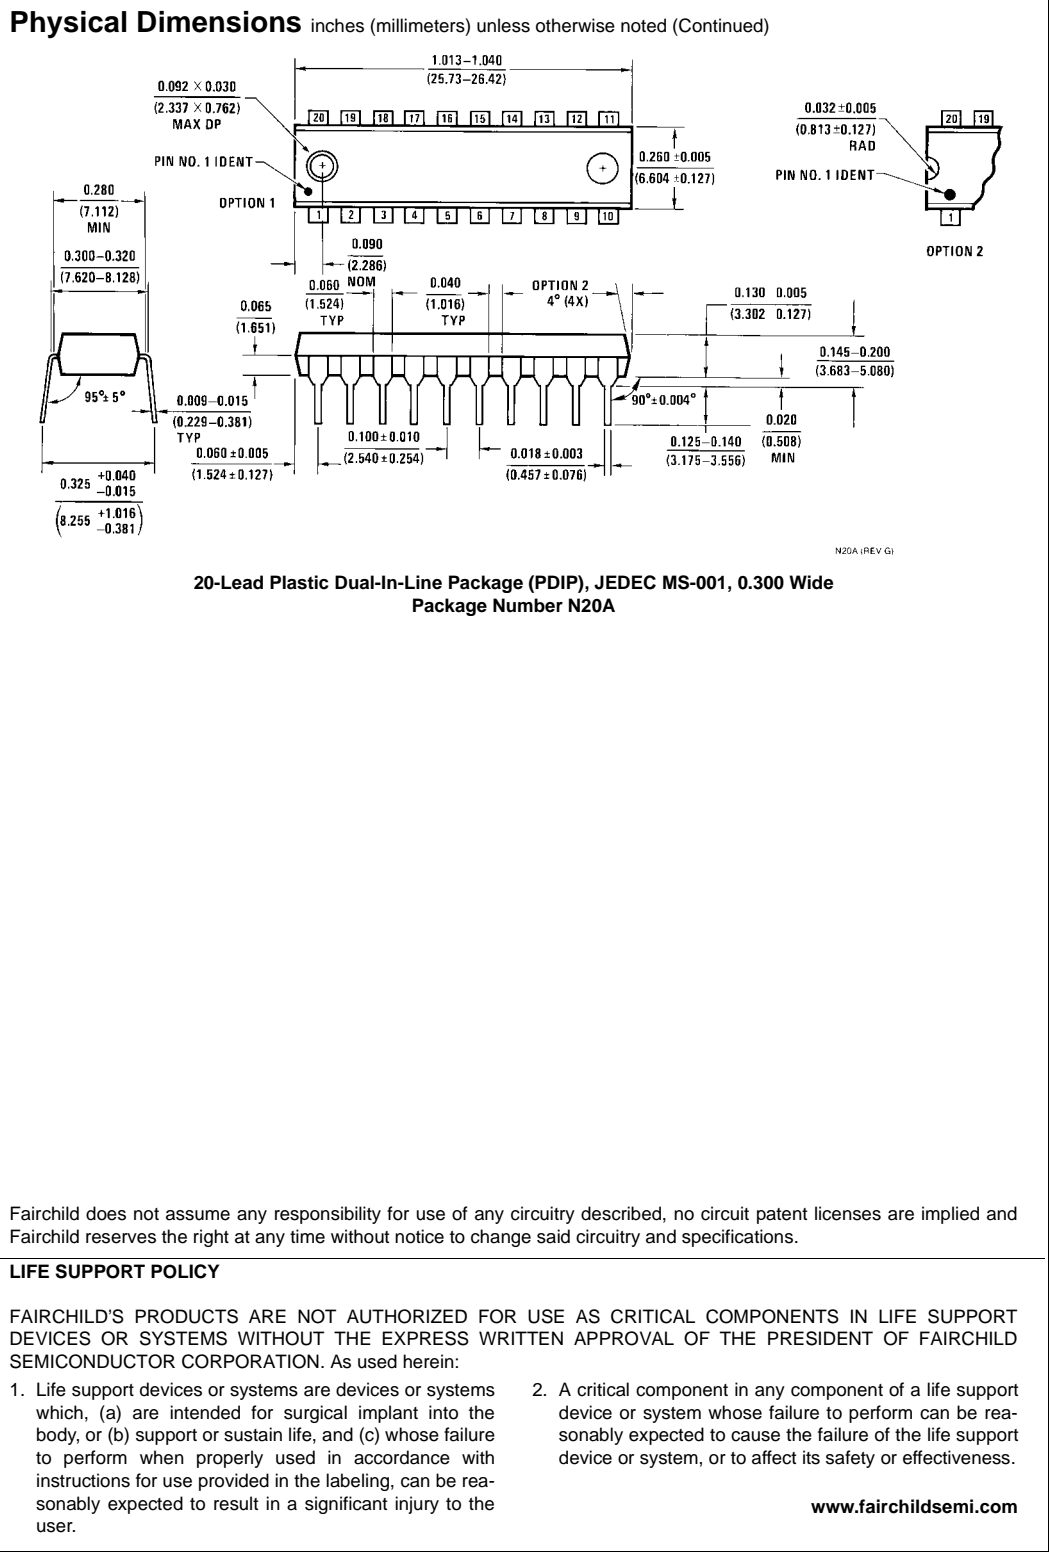 Physical Dimensions inches (millimeters) unless otherwise noted (Continued)
1.013–1.040
(25.73–26.42)
0.092 × 0.030
(2.337 × 0.762)
MAX DP
20 19 18 17 16 15 14 13 12 11
0.032 ±0.005
(0.813 ±0.127)
RAD
20 19
PIN NO. 1 IDENT
0.260 ±0.005
(6.604 ±0.127)
PIN NO. 1 IDENT
OPTION 1
1 2 3 4 5 6 7 8 9 10
1
OPTION 2
0.280
(7.112)
MIN
0.300–0.320
(7.620–8.128)
0.090
(2.286)
NOM
0.060
(1.524)
TYP
0.040
(1.016)
TYP
OPTION 2
4° (4X)
0.065
(1.651)
0.130 0.005
(3.302 0.127)
0.145–0.200
(3.683–5.080)
95°± 5°
0.009–0.015
(0.229–0.381)
TYP
90°±0.004°
0.020
(0.508)
MIN
0.125–0.140
(3.175–3.556)
0.100±0.010
(2.540±0.254)
0.018±0.003
(0.457±0.076)
0.060 ±0.005
(1.524 ±0.127)
0.325 +0.040
–0.015
(8.255 +1.016
–0.381)
N20A (REV G)
20-Lead Plastic Dual-In-Line Package (PDIP), JEDEC MS-001, 0.300 Wide
Package Number N20A
Fairchild does not assume any responsibility for use of any circuitry described, no circuit patent licenses are implied and
Fairchild reserves the right at any time without notice to change said circuitry and specifications.
LIFE SUPPORT POLICY
FAIRCHILD'S PRODUCTS ARE NOT AUTHORIZED FOR USE AS CRITICAL COMPONENTS IN LIFE SUPPORT
DEVICES OR SYSTEMS WITHOUT THE EXPRESS WRITTEN APPROVAL OF THE PRESIDENT OF FAIRCHILD
SEMICONDUCTOR CORPORATION. As used herein:
1. Life support devices or systems are devices or systems
which, (a) are intended for surgical implant into the
body, or (b) support or sustain life, and (c) whose failure
to perform when properly used in accordance with
instructions for use provided in the labeling, can be rea-
sonably expected to result in a significant injury to the
user.
2. A critical component in any component of a life support
device or system whose failure to perform can be rea-
sonably expected to cause the failure of the life support
device or system, or to affect its safety or effectiveness.
www.fairchildsemi.com